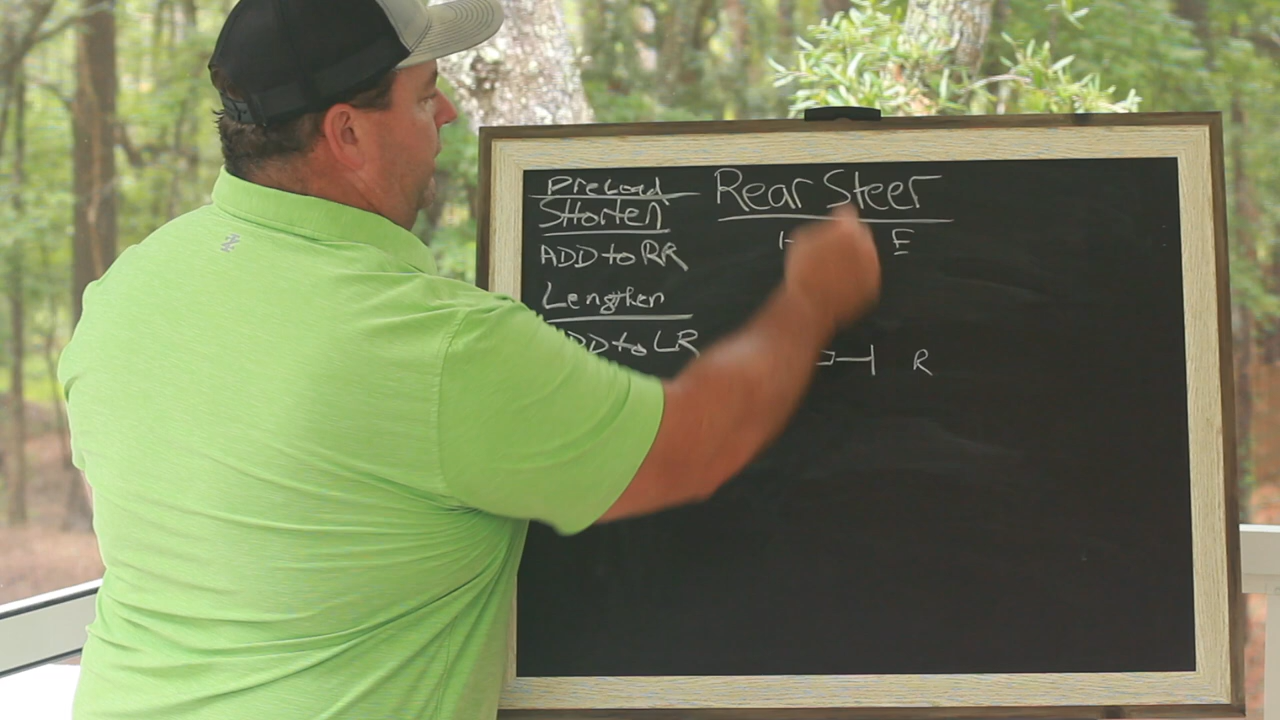 PreLoad
Shorten
ADD to RR
Lengthen
ADD to LR
Rear Steer
F
R